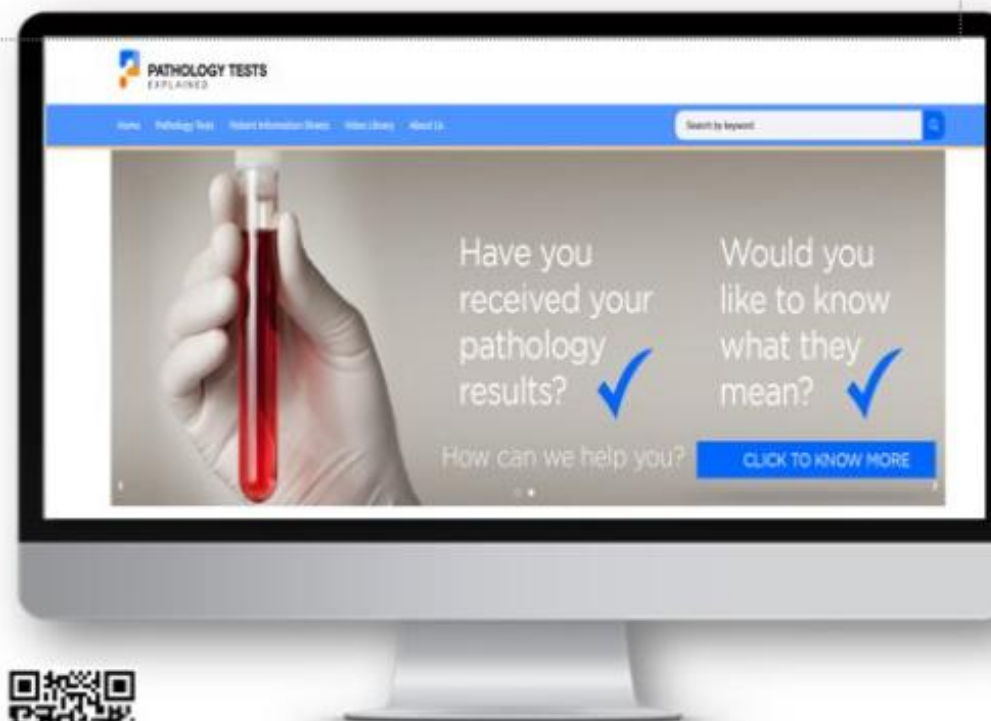 PATHOLOGY TESTS
EXPLAINED
Home Pathology Tests Patient Information Sheets Video Library About Us
Search by keyword
Have you
received your
pathology
results?
Would you
like to know
what they
mean?
How can we help you?
CLICK TO KNOW MORE